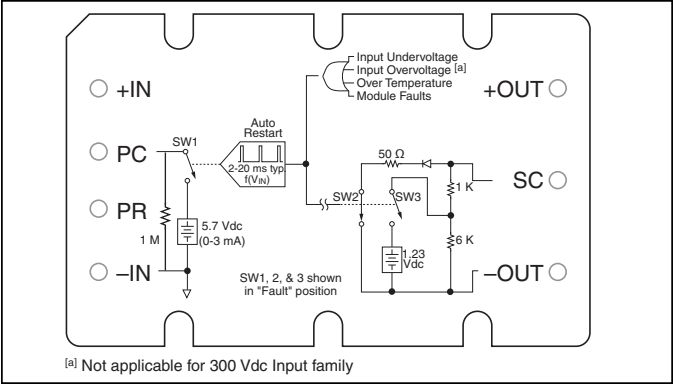 Input Undervoltage
Input Overvoltage [a]
Over Temperature
Module Faults
+IN
+OUT
Auto
Restart
SW1
PC
2-20 ms typ.
f(VIN)
50 Ω
SC
1 K
SW2
SW3
PR
5.7 Vdc
(0-3 mA)
1 M
6 K
1.23
Vdc
–IN
–OUT
SW1, 2, & 3 shown
in "Fault" position
[a] Not applicable for 300 Vdc Input family